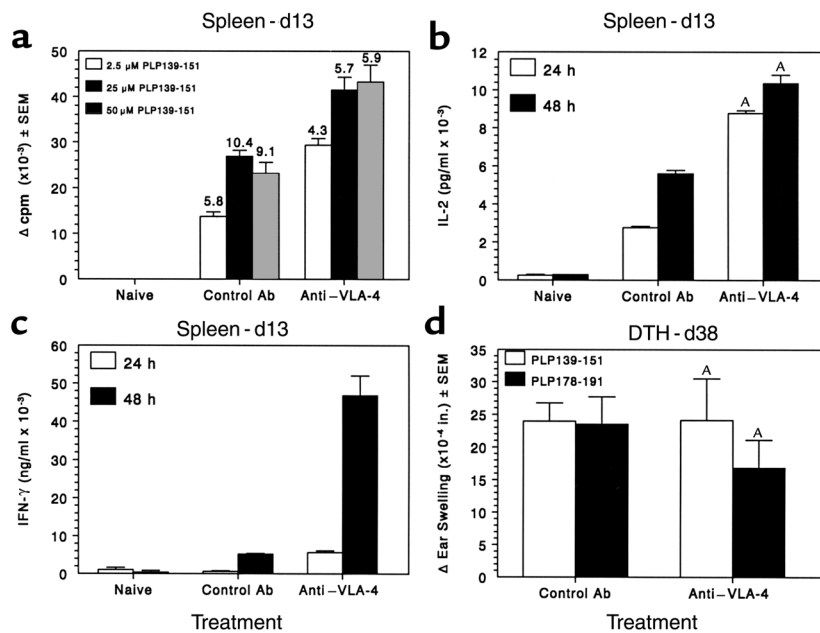 a
Spleen - d13
Δ cpm (x10⁻³) ± SEM
50
40
30
20
10
0
2.5 µM PLP139-151
25 µM PLP139-151
50 µM PLP139-151
5.8
10.4
9.1
4.3
5.7
5.9
Naive
Control Ab
Anti–VLA-4
b
Spleen - d13
IL-2 (pg/ml x 10⁻³)
12
10
8
6
4
2
0
24 h
48 h
A
A
Naive
Control Ab
Anti–VLA-4
c
Spleen - d13
IFN-γ (ng/ml x 10⁻³)
60
50
40
30
20
10
0
24 h
48 h
Naive
Control Ab
Anti–VLA-4
Treatment
d
DTH - d38
Δ Ear Swelling (x10⁻⁴ in.) ± SEM
35
30
25
20
15
10
5
0
PLP139-151
PLP178-191
A
A
Control Ab
Anti–VLA-4
Treatment